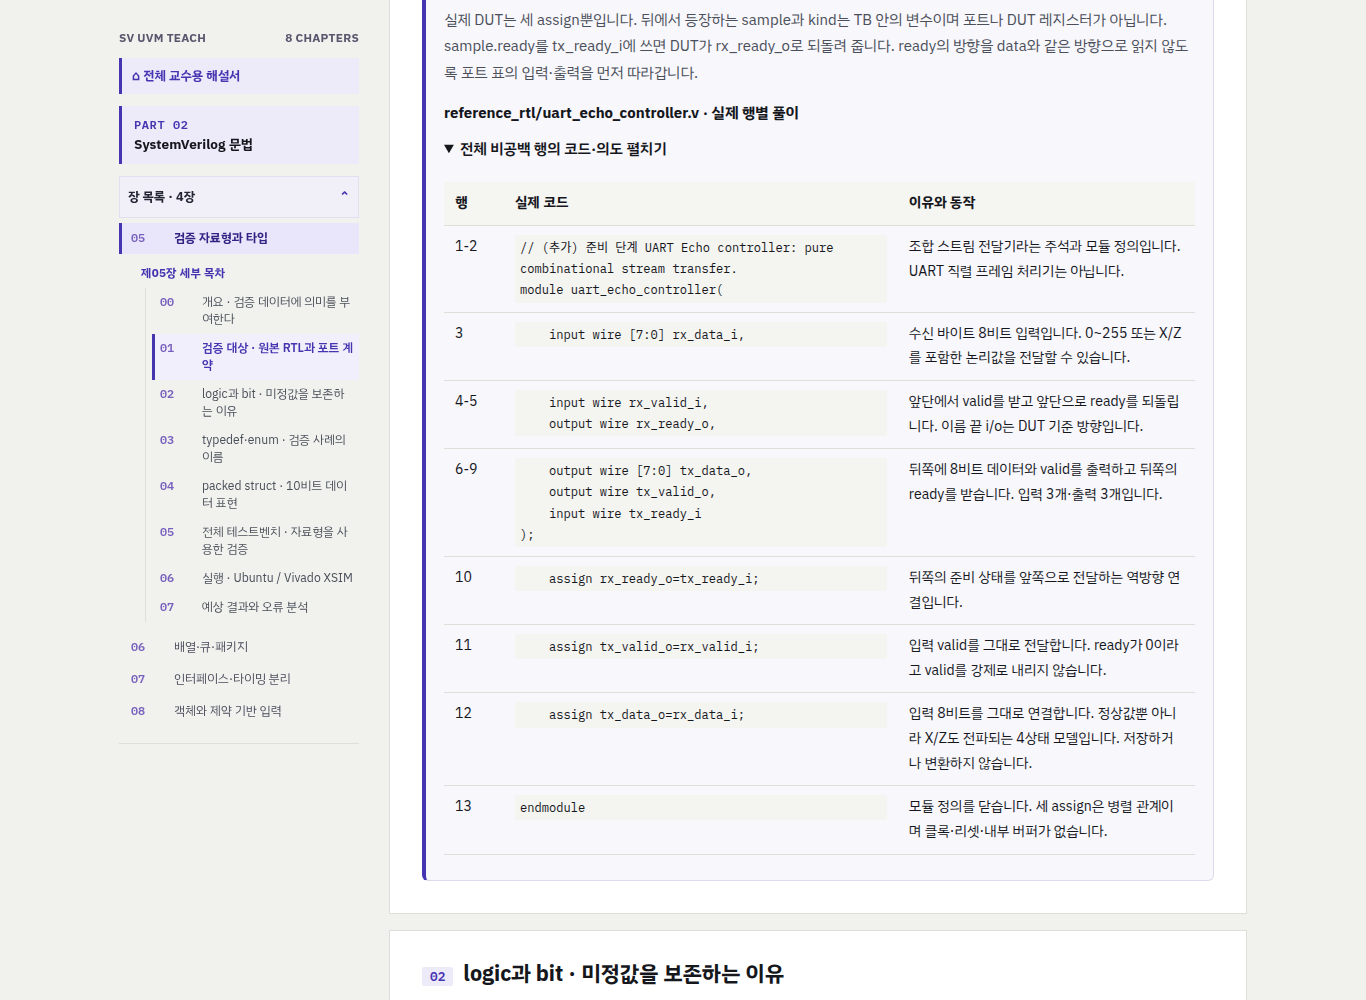 SV UVM TEACH
8 CHAPTERS
⌂ 전체 교수용 해설서
PART 02
SystemVerilog 문법
장 목록 · 4장
05 검증 자료형과 타입
제05장 세부 목차
00 개요 · 검증 데이터에 의미를 부
여한다
01 검증 대상 · 원본 RTL과 포트 계
약
02 logic과 bit · 미정값을 보존하
는 이유
03 typedef·enum · 검증 사례의
이름
04 packed struct · 10비트 데이
터 표현
05 전체 테스트벤치 · 자료형을 사
용한 검증
06 실행 · Ubuntu / Vivado XSIM
07 예상 결과와 오류 분석
06 배열·큐·패키지
07 인터페이스·타이밍 분리
08 객체와 제약 기반 입력
실제 DUT는 세 assign뿐입니다. 뒤에서 등장하는 sample과 kind는 TB 안의 변수이며 포트나 DUT 레지스터가 아닙니다.
sample.ready를 tx_ready_i에 쓰면 DUT가 rx_ready_o로 되돌려 줍니다. ready의 방향을 data와 같은 방향으로 읽지 않도
록 포트 표의 입력·출력을 먼저 따라갑니다.
reference_rtl/uart_echo_controller.v · 실제 행별 풀이
▼ 전체 비공백 행의 코드·의도 펼치기
행 실제 코드 이유와 동작
1-2
// (추가) 준비 단계 UART Echo controller: pure
combinational stream transfer.
module uart_echo_controller(
조합 스트림 전달기라는 주석과 모듈 정의입니다.
UART 직렬 프레임 처리기는 아닙니다.
3
input wire [7:0] rx_data_i,
수신 바이트 8비트 입력입니다. 0~255 또는 X/Z
를 포함한 논리값을 전달할 수 있습니다.
4-5
input wire rx_valid_i,
output wire rx_ready_o,
앞단에서 valid를 받고 앞단으로 ready를 되돌립
니다. 이름 끝 i/o는 DUT 기준 방향입니다.
6-9
output wire [7:0] tx_data_o,
output wire tx_valid_o,
input wire tx_ready_i
);
뒤쪽에 8비트 데이터와 valid를 출력하고 뒤쪽의
ready를 받습니다. 입력 3개·출력 3개입니다.
10
assign rx_ready_o=tx_ready_i;
뒤쪽의 준비 상태를 앞쪽으로 전달하는 역방향 연
결입니다.
11
assign tx_valid_o=rx_valid_i;
입력 valid를 그대로 전달합니다. ready가 0이라
고 valid를 강제로 내리지 않습니다.
12
assign tx_data_o=rx_data_i;
입력 8비트를 그대로 연결합니다. 정상값뿐 아니
라 X/Z도 전파되는 4상태 모델입니다. 저장하거
나 변환하지 않습니다.
13
endmodule
모듈 정의를 닫습니다. 세 assign은 병렬 관계이
며 클록·리셋·내부 버퍼가 없습니다.
02 logic과 bit · 미정값을 보존하는 이유